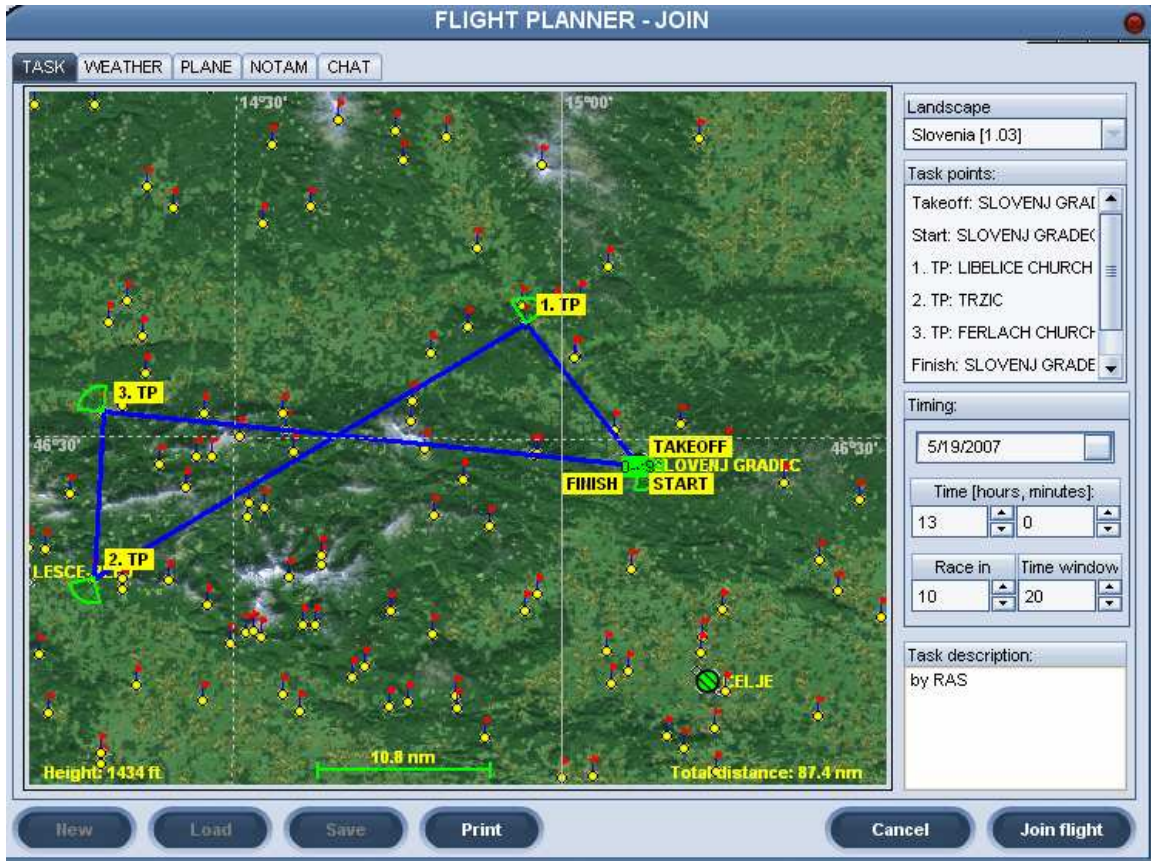 FLIGHT PLANNER - JOIN
TASK WEATHER PLANE NOTAM CHAT
14°30' 15°00'
1. TP
3. TP
46°30' 46°30'
TAKEOFF
SLOVENJ GRADEC
FINISH START
2. TP
LESCE
CELJE
10.8 nm
Height: 1434 ft Total distance: 87.4 nm
Landscape
Slovenia [1.03]
Task points:
Takeoff: SLOVENJ GRA
Start: SLOVENJ GRADEC
1. TP: LIBELICE CHURCH
2. TP: TRZIC
3. TP: FERLACH CHURCH
Finish: SLOVENJ GRADE
Timing:
5/19/2007
Time [hours, minutes]:
13 0
Race in Time window
10 20
Task description:
by RAS
New Load Save Print Cancel Join flight